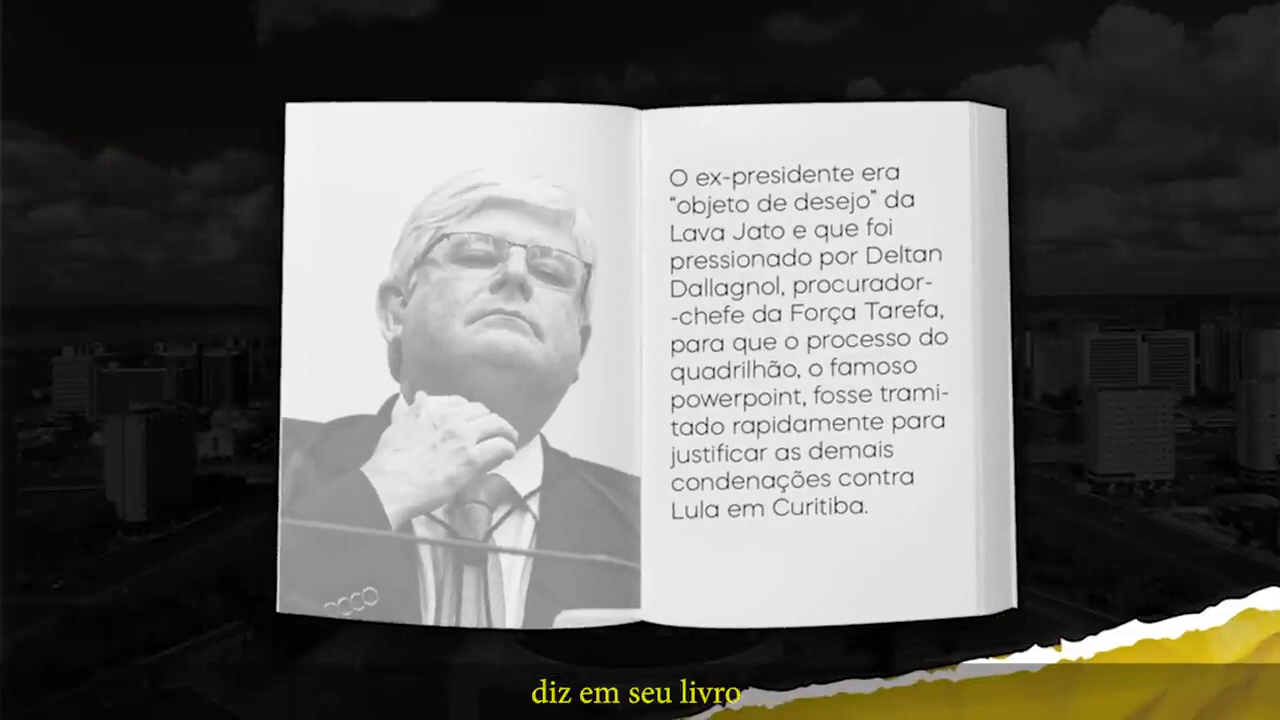 O ex-presidente era
“objeto de desejo” da
Lava Jato e que foi
pressionado por Deltan
Dallagnol, procurador-
-chefe da Força Tarefa,
para que o processo do
quadrilhão, o famoso
powerpoint, fosse trami-
tado rapidamente para
justificar as demais
condenações contra
Lula em Curitiba.
diz em seu livro